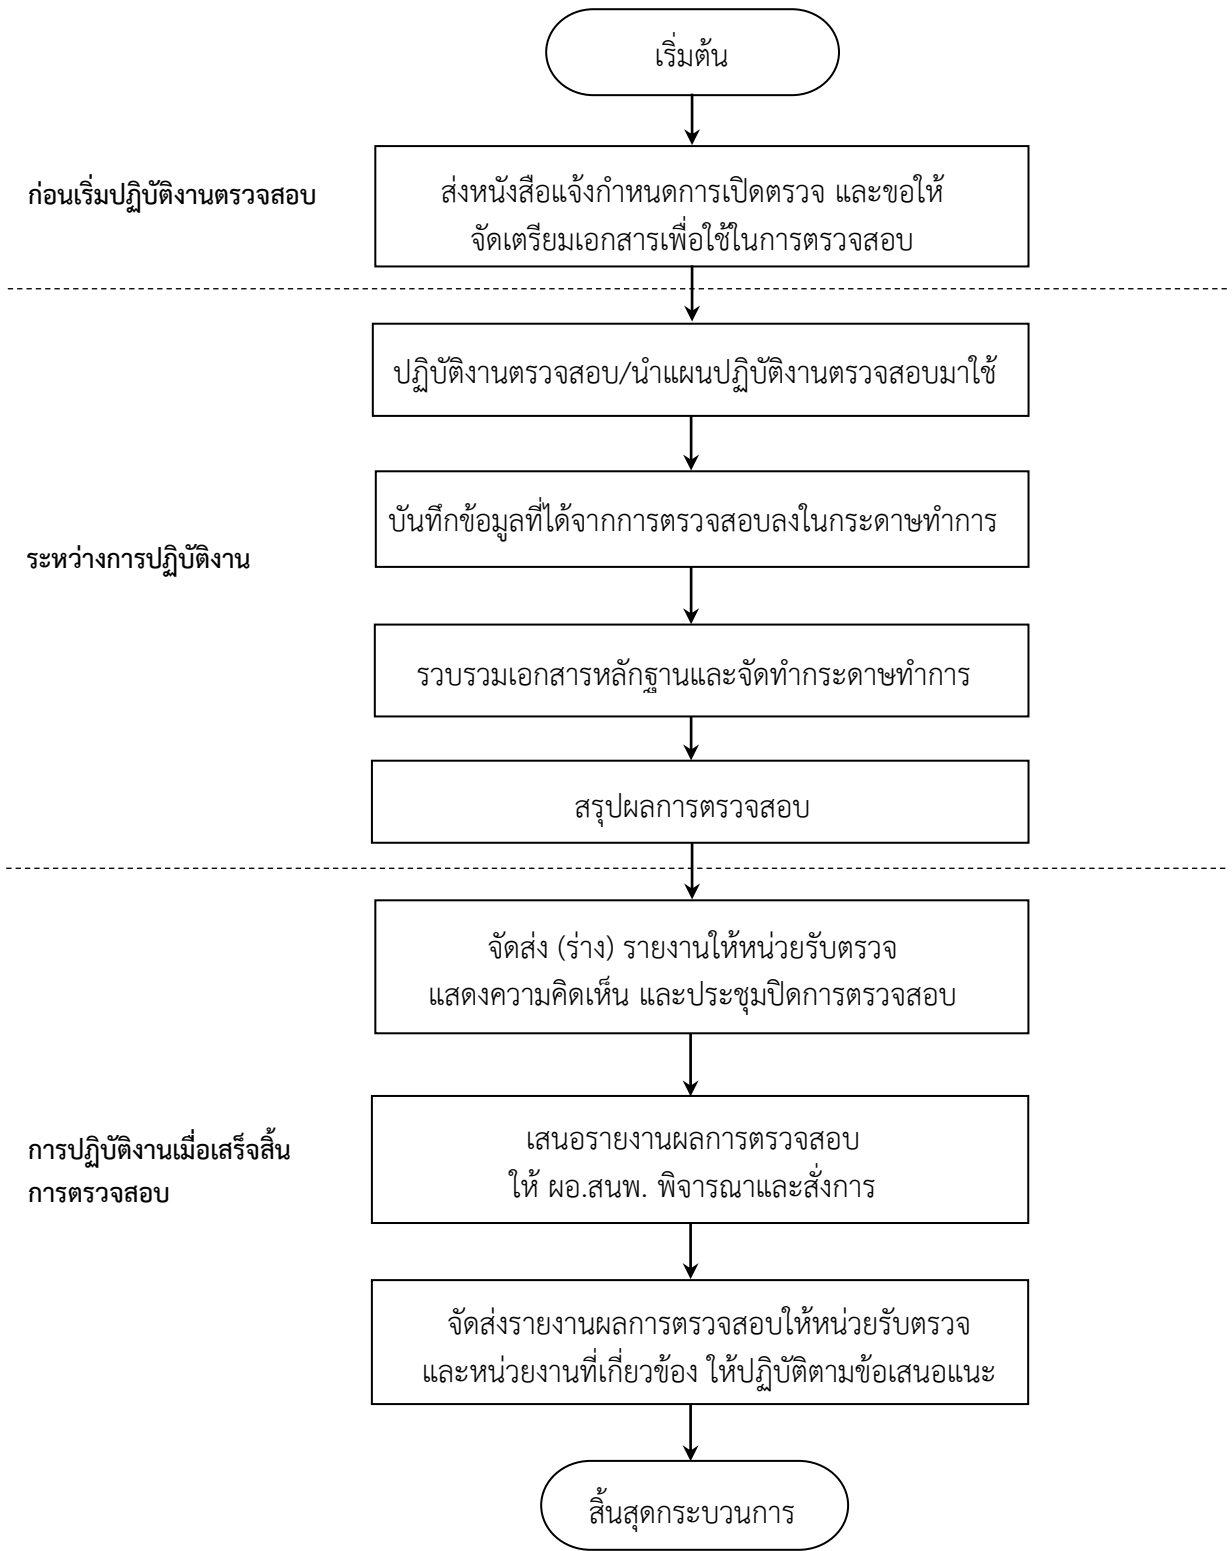 เริ่มต้น
ก่อนเริ่มปฏิบัติงานตรวจสอบ
ส่งหนังสือแจ้งกำหนดการเปิดตรวจ และขอให้
จัดเตรียมเอกสารเพื่อใช้ในการตรวจสอบ
ปฏิบัติงานตรวจสอบ/นำแผนปฏิบัติงานตรวจสอบมาใช้
บันทึกข้อมูลที่ได้จากการตรวจสอบลงในกระดาษทำการ
ระหว่างการปฏิบัติงาน
รวบรวมเอกสารหลักฐานและจัดทำกระดาษทำการ
สรุปผลการตรวจสอบ
จัดส่ง (ร่าง) รายงานให้หน่วยรับตรวจ
แสดงความคิดเห็น และประชุมปิดการตรวจสอบ
การปฏิบัติงานเมื่อเสร็จสิ้น
การตรวจสอบ
เสนอรายงานผลการตรวจสอบ
ให้ ผอ.สนพ. พิจารณาและสั่งการ
จัดส่งรายงานผลการตรวจสอบให้หน่วยรับตรวจ
และหน่วยงานที่เกี่ยวข้อง ให้ปฏิบัติตามข้อเสนอแนะ
สิ้นสุดกระบวนการ